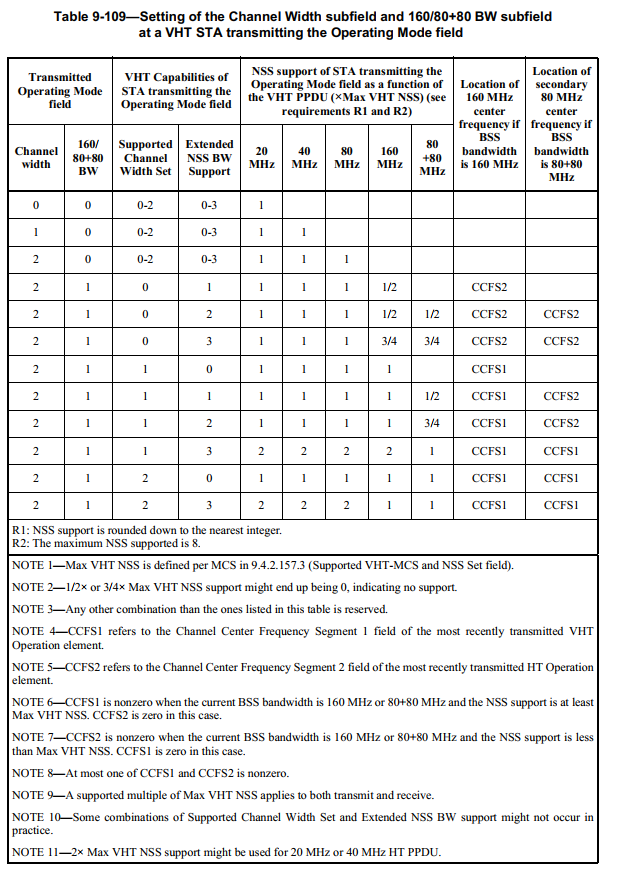 Table 9-109—Setting of the Channel Width subfield and 160/80+80 BW subfield
at a VHT STA transmitting the Operating Mode field
Transmitted Operating Mode field | VHT Capabilities of STA transmitting the Operating Mode field | NSS support of STA transmitting the Operating Mode field as a function of the VHT PPDU (×Max VHT NSS) (see requirements R1 and R2) | Location of 160 MHz center frequency if BSS bandwidth is 160 MHz | Location of secondary 80 MHz center frequency if BSS bandwidth is 80+80 MHz
Channel width | 160/80+80 BW | Supported Channel Width Set | Extended NSS BW Support | 20 MHz | 40 MHz | 80 MHz | 160 MHz | 80 +80 MHz
0 | 0 | 0-2 | 0-3 | 1
1 | 0 | 0-2 | 0-3 | 1 | 1
2 | 0 | 0-2 | 0-3 | 1 | 1 | 1
2 | 1 | 0 | 1 | 1 | 1 | 1 | 1/2 | | CCFS2
2 | 1 | 0 | 2 | 1 | 1 | 1 | 1/2 | 1/2 | CCFS2 | CCFS2
2 | 1 | 0 | 3 | 1 | 1 | 1 | 3/4 | 3/4 | CCFS2 | CCFS2
2 | 1 | 1 | 0 | 1 | 1 | 1 | 1 | | CCFS1
2 | 1 | 1 | 1 | 1 | 1 | 1 | 1 | 1/2 | CCFS1 | CCFS2
2 | 1 | 1 | 2 | 1 | 1 | 1 | 1 | 3/4 | CCFS1 | CCFS2
2 | 1 | 1 | 3 | 2 | 2 | 2 | 2 | 1 | CCFS1 | CCFS1
2 | 1 | 2 | 0 | 1 | 1 | 1 | 1 | 1 | CCFS1 | CCFS1
2 | 1 | 2 | 3 | 2 | 2 | 2 | 1 | 1 | CCFS1 | CCFS1
R1: NSS support is rounded down to the nearest integer.
R2: The maximum NSS supported is 8.
NOTE 1—Max VHT NSS is defined per MCS in 9.4.2.157.3 (Supported VHT-MCS and NSS Set field).
NOTE 2—1/2× or 3/4× Max VHT NSS support might end up being 0, indicating no support.
NOTE 3—Any other combination than the ones listed in this table is reserved.
NOTE 4—CCFS1 refers to the Channel Center Frequency Segment 1 field of the most recently transmitted VHT
Operation element.
NOTE 5—CCFS2 refers to the Channel Center Frequency Segment 2 field of the most recently transmitted HT Operation
element.
NOTE 6—CCFS1 is nonzero when the current BSS bandwidth is 160 MHz or 80+80 MHz and the NSS support is at least
Max VHT NSS. CCFS2 is zero in this case.
NOTE 7—CCFS2 is nonzero when the current BSS bandwidth is 160 MHz or 80+80 MHz and the NSS support is less
than Max VHT NSS. CCFS1 is zero in this case.
NOTE 8—At most one of CCFS1 and CCFS2 is nonzero.
NOTE 9—A supported multiple of Max VHT NSS applies to both transmit and receive.
NOTE 10—Some combinations of Supported Channel Width Set and Extended NSS BW support might not occur in
practice.
NOTE 11—2× Max VHT NSS support might be used for 20 MHz or 40 MHz HT PPDU.